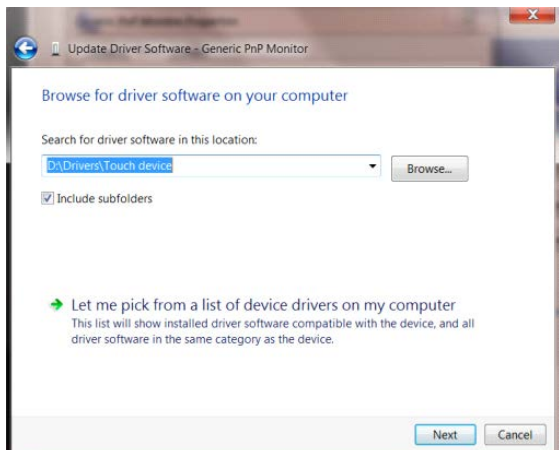 Update Driver Software - Generic PnP Monitor
Browse for driver software on your computer
Search for driver software in this location:
D:\Drivers\Touch device
Browse...
Include subfolders
Let me pick from a list of device drivers on my computer
This list will show installed driver software compatible with the device, and all
driver software in the same category as the device.
Next
Cancel